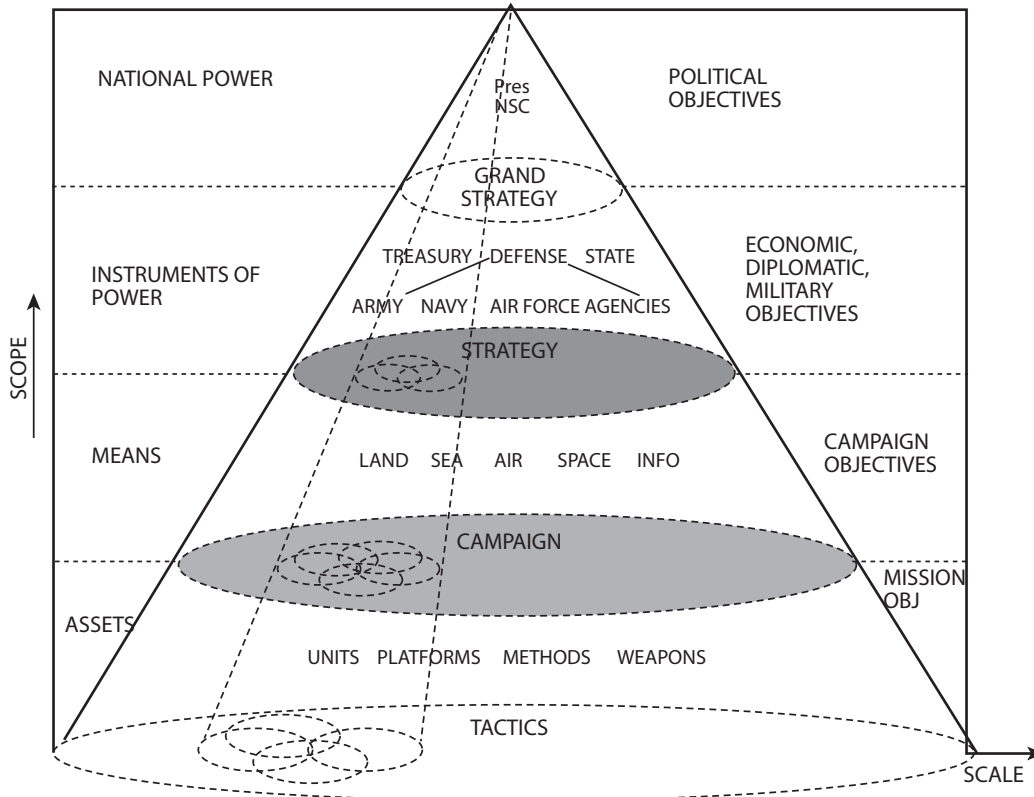 NATIONAL POWER
POLITICAL
OBJECTIVES
Pres
NSC
GRAND
STRATEGY
INSTRUMENTS OF
POWER
TREASURY DEFENSE STATE
ARMY NAVY AIR FORCE AGENCIES
ECONOMIC,
DIPLOMATIC,
MILITARY
OBJECTIVES
STRATEGY
SCOPE
MEANS
LAND SEA AIR SPACE INFO
CAMPAIGN
OBJECTIVES
CAMPAIGN
MISSION
OBJ
ASSETS
UNITS PLATFORMS METHODS WEAPONS
TACTICS
SCALE